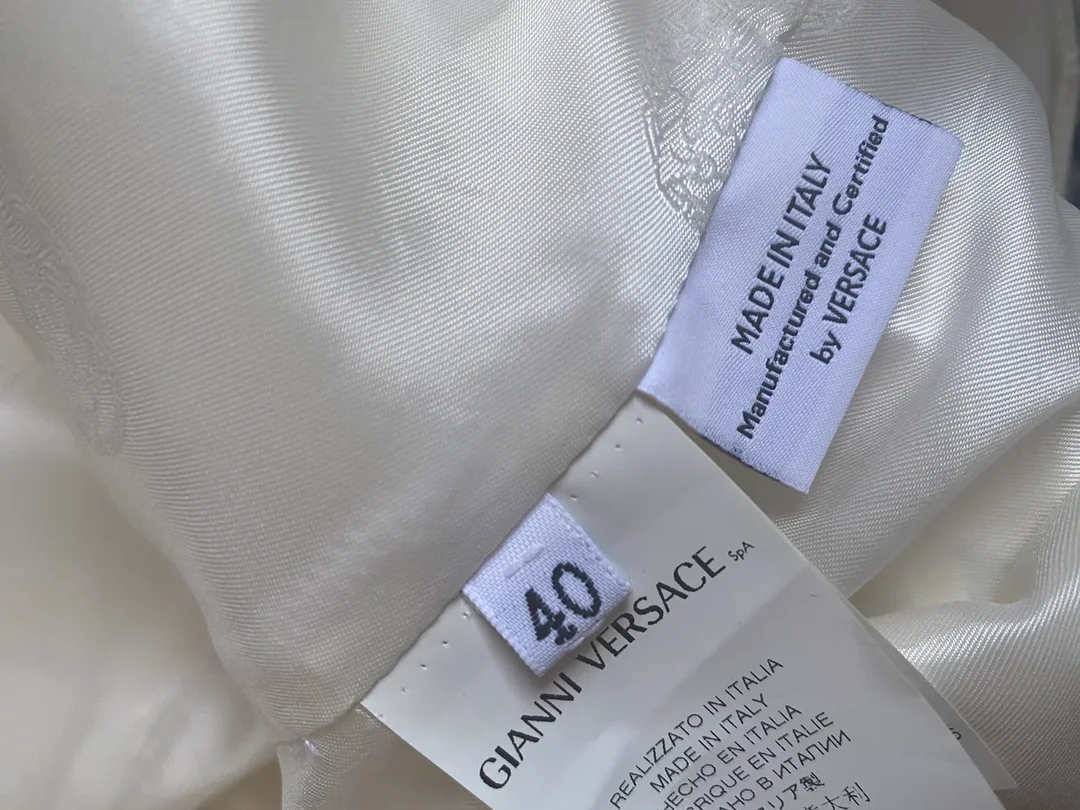 MADE IN ITALY
Manufactured and Certified
by VERSACE
40
GIANNI VERSACE SpA
REALIZZATO IN ITALIA
MADE IN ITALY
HECHO EN ITALIA
FABRIQUE EN ITALIE
ИТАЛИИ